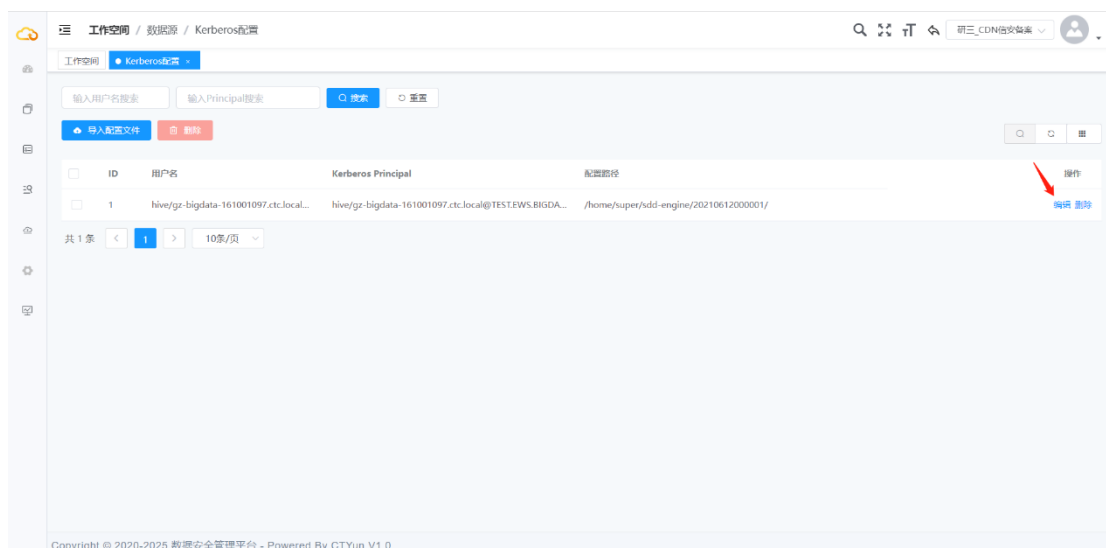 工作空间 / 数据源 / Kerberos配置
研三_CDN信安备案
工作空间 Kerberos配置 ×
输入用户名搜索 输入Principal搜索 搜索 重置
导入配置文件 删除
ID 用户名 Kerberos Principal 配置路径 操作
1 hive/gz-bigdata-161001097.ctc.local... hive/gz-bigdata-161001097.ctc.local@TEST.EWS.BIGDA... /home/super/sdd-engine/20210612000001/ 编辑 删除
共 1 条 < 1 > 10条/页
Copyright © 2020-2025 数据安全管理平台 - Powered By CTYun V1.0